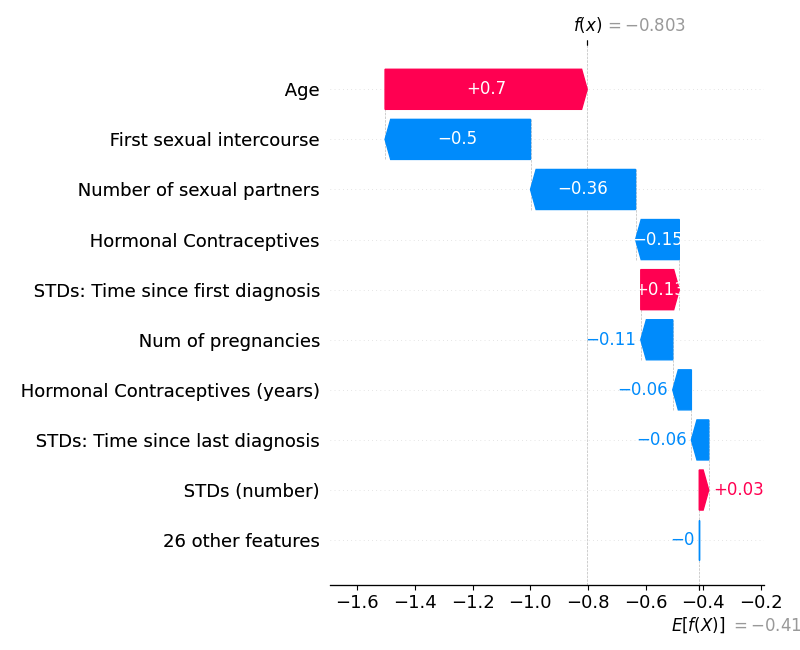 f(x) = −0.803
Age +0.7
First sexual intercourse −0.5
Number of sexual partners −0.36
Hormonal Contraceptives −0.15
STDs: Time since first diagnosis +0.13
Num of pregnancies −0.11
Hormonal Contraceptives (years) −0.06
STDs: Time since last diagnosis −0.06
STDs (number) +0.03
26 other features −0
−1.6 −1.4 −1.2 −1.0 −0.8 −0.6 −0.4 −0.2
E[f(X)] = −0.41